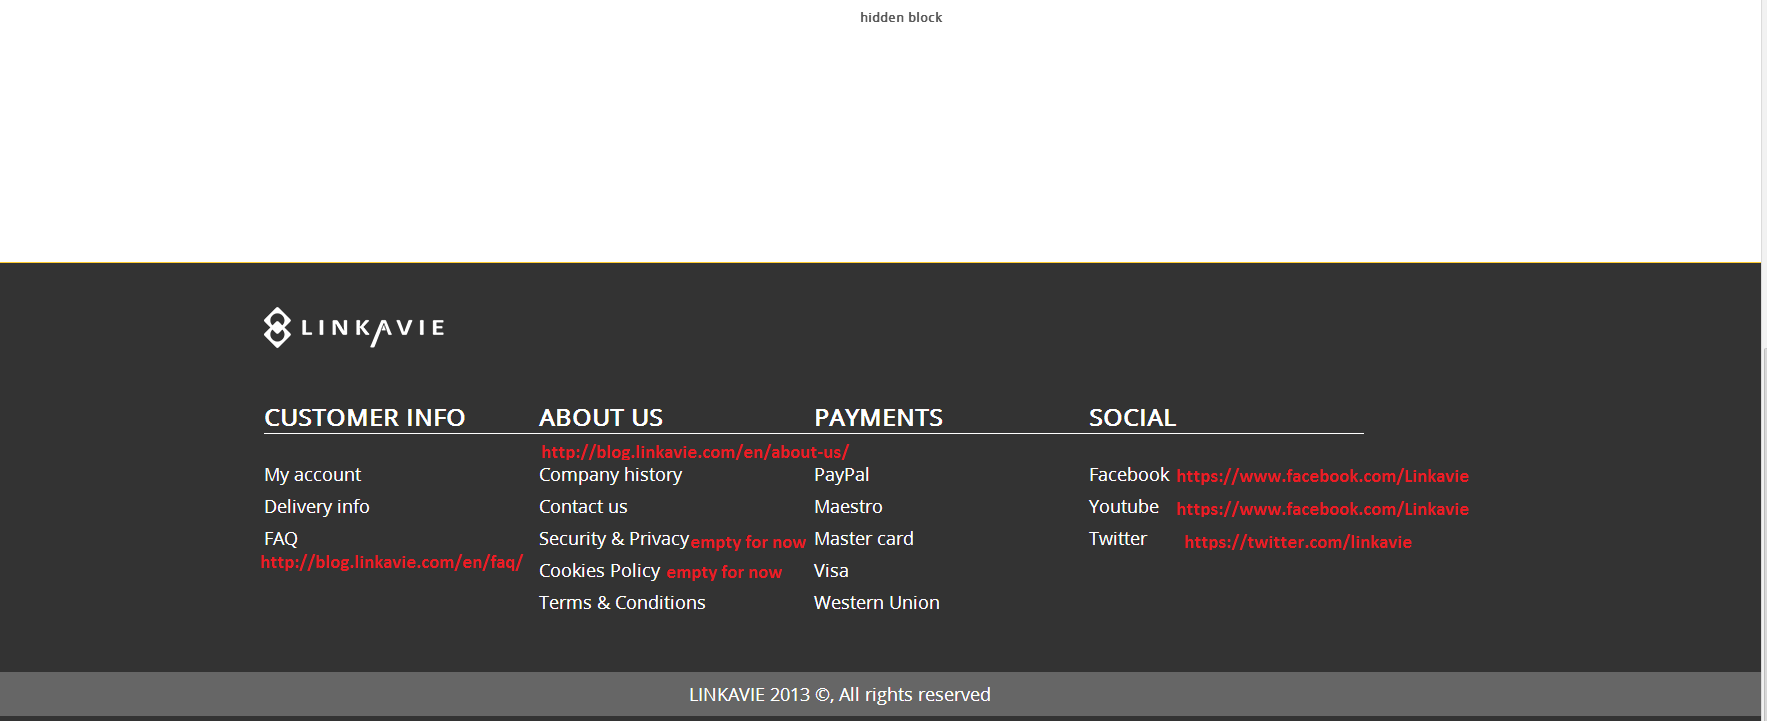 hidden block
LINKAVIE
CUSTOMER INFO
My account
Delivery info
FAQ
http://blog.linkavie.com/en/faq/
ABOUT US
http://blog.linkavie.com/en/about-us/
Company history
Contact us
Security & Privacy empty for now
Cookies Policy empty for now
Terms & Conditions
PAYMENTS
PayPal
Maestro
Master card
Visa
Western Union
SOCIAL
Facebook https://www.facebook.com/Linkavie
Youtube https://www.facebook.com/Linkavie
Twitter https://twitter.com/linkavie
LINKAVIE 2013 ©, All rights reserved